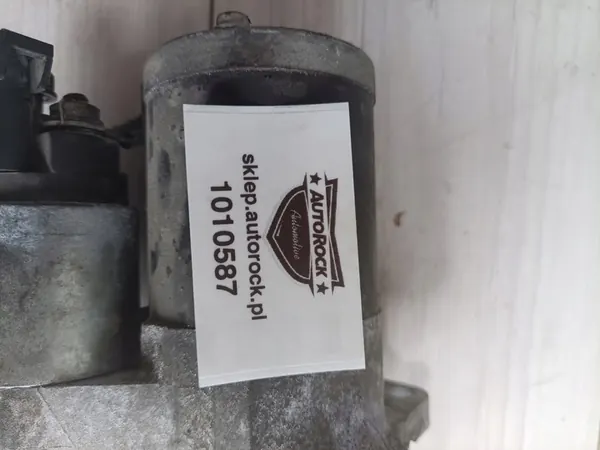 ★ AUTOROCK ★
Automotive
sklep.autorock.pl
1010587